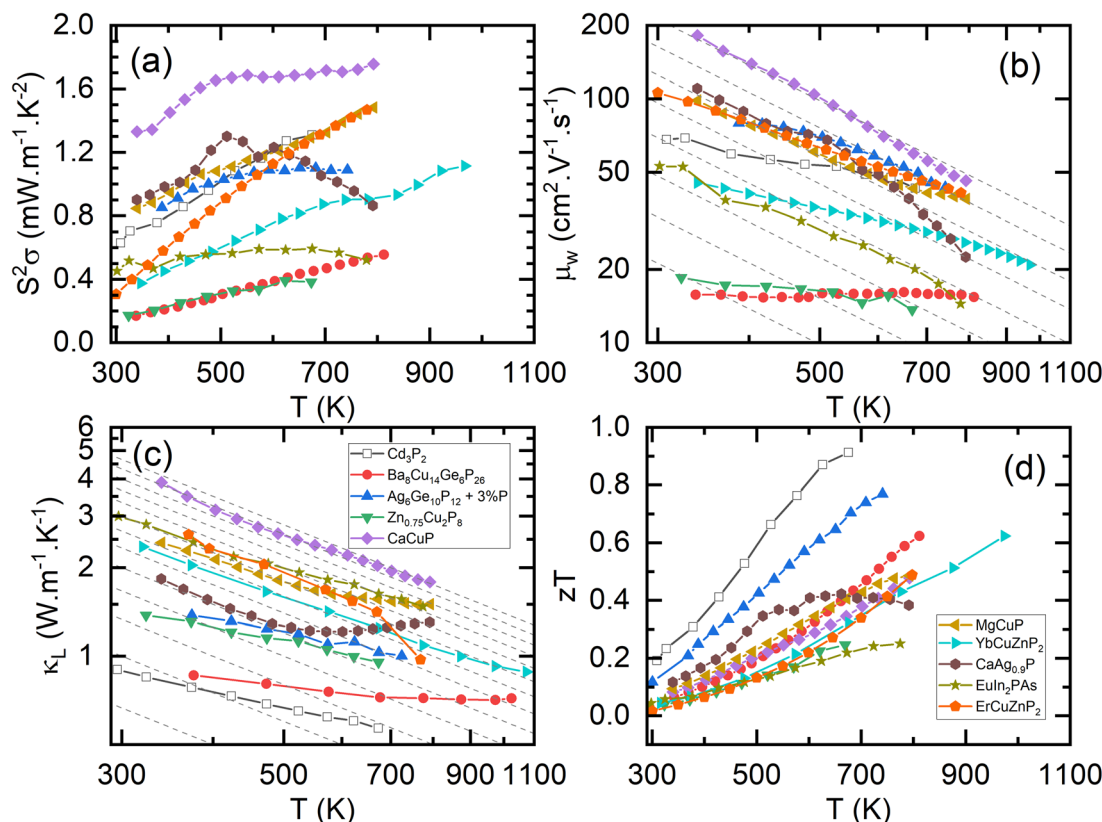 (a)
S²σ (mW.m⁻¹.K⁻²)
2.0
1.6
1.2
0.8
0.4
0.0
300 500 700 900 1100
T (K)
(b)
μw (cm².V⁻¹.s⁻¹)
200
100
50
20
10
300 500 700 900 1100
T (K)
(c)
κL (W.m⁻¹.K⁻¹)
6
5
4
3
2
1
Cd₃P₂
Ba₈Cu₁₄Ge₆P₂₆
Ag₆Ge₁₀P₁₂ + 3%P
Zn₀.₇₅Cu₂P₈
CaCuP
300 500 700 900 1100
T (K)
(d)
zT
1.0
0.8
0.6
0.4
0.2
0.0
MgCuP
YbCuZnP₂
CaAg₀.₉P
EuIn₂PAs
ErCuZnP₂
300 500 700 900 1100
T (K)